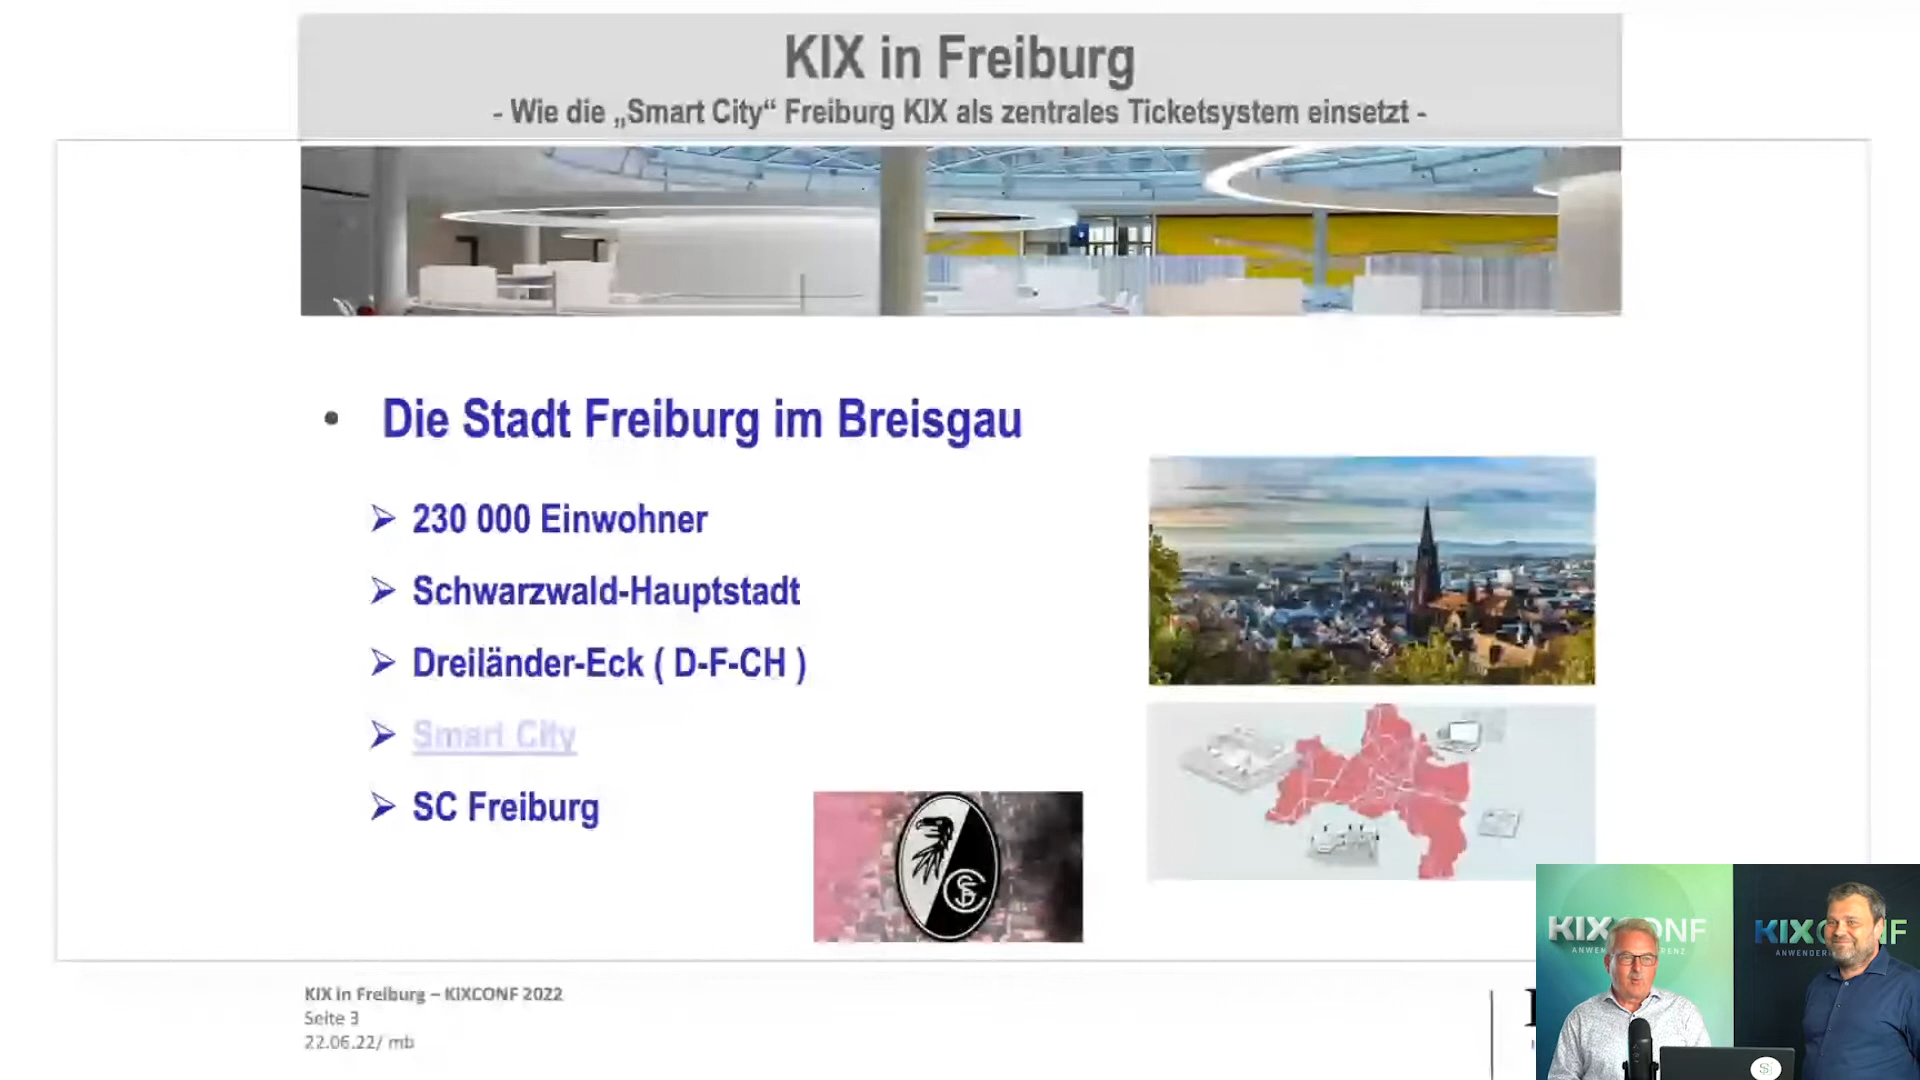 KIX in Freiburg
- Wie die „Smart City“ Freiburg KIX als zentrales Ticketsystem einsetzt -
• Die Stadt Freiburg im Breisgau
➢ 230 000 Einwohner
➢ Schwarzwald-Hauptstadt
➢ Dreiländer-Eck ( D-F-CH )
➢ Smart City
➢ SC Freiburg
KIX in Freiburg – KIXCONF 2022
Seite 3
22.06.22/ mb